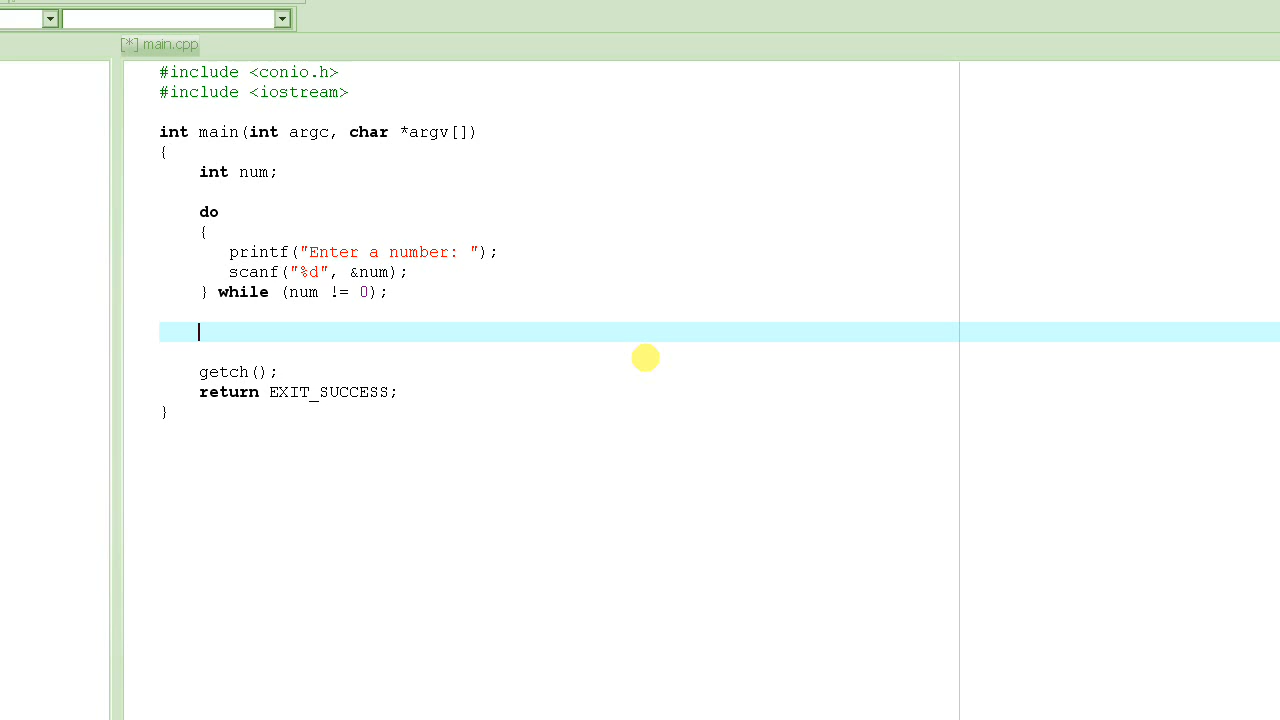 [*] main.cpp
#include <conio.h>
#include <iostream>
int main(int argc, char *argv[])
{
int num;
do
{
printf("Enter a number: ");
scanf("%d", &num);
} while (num != 0);
getch();
return EXIT_SUCCESS;
}